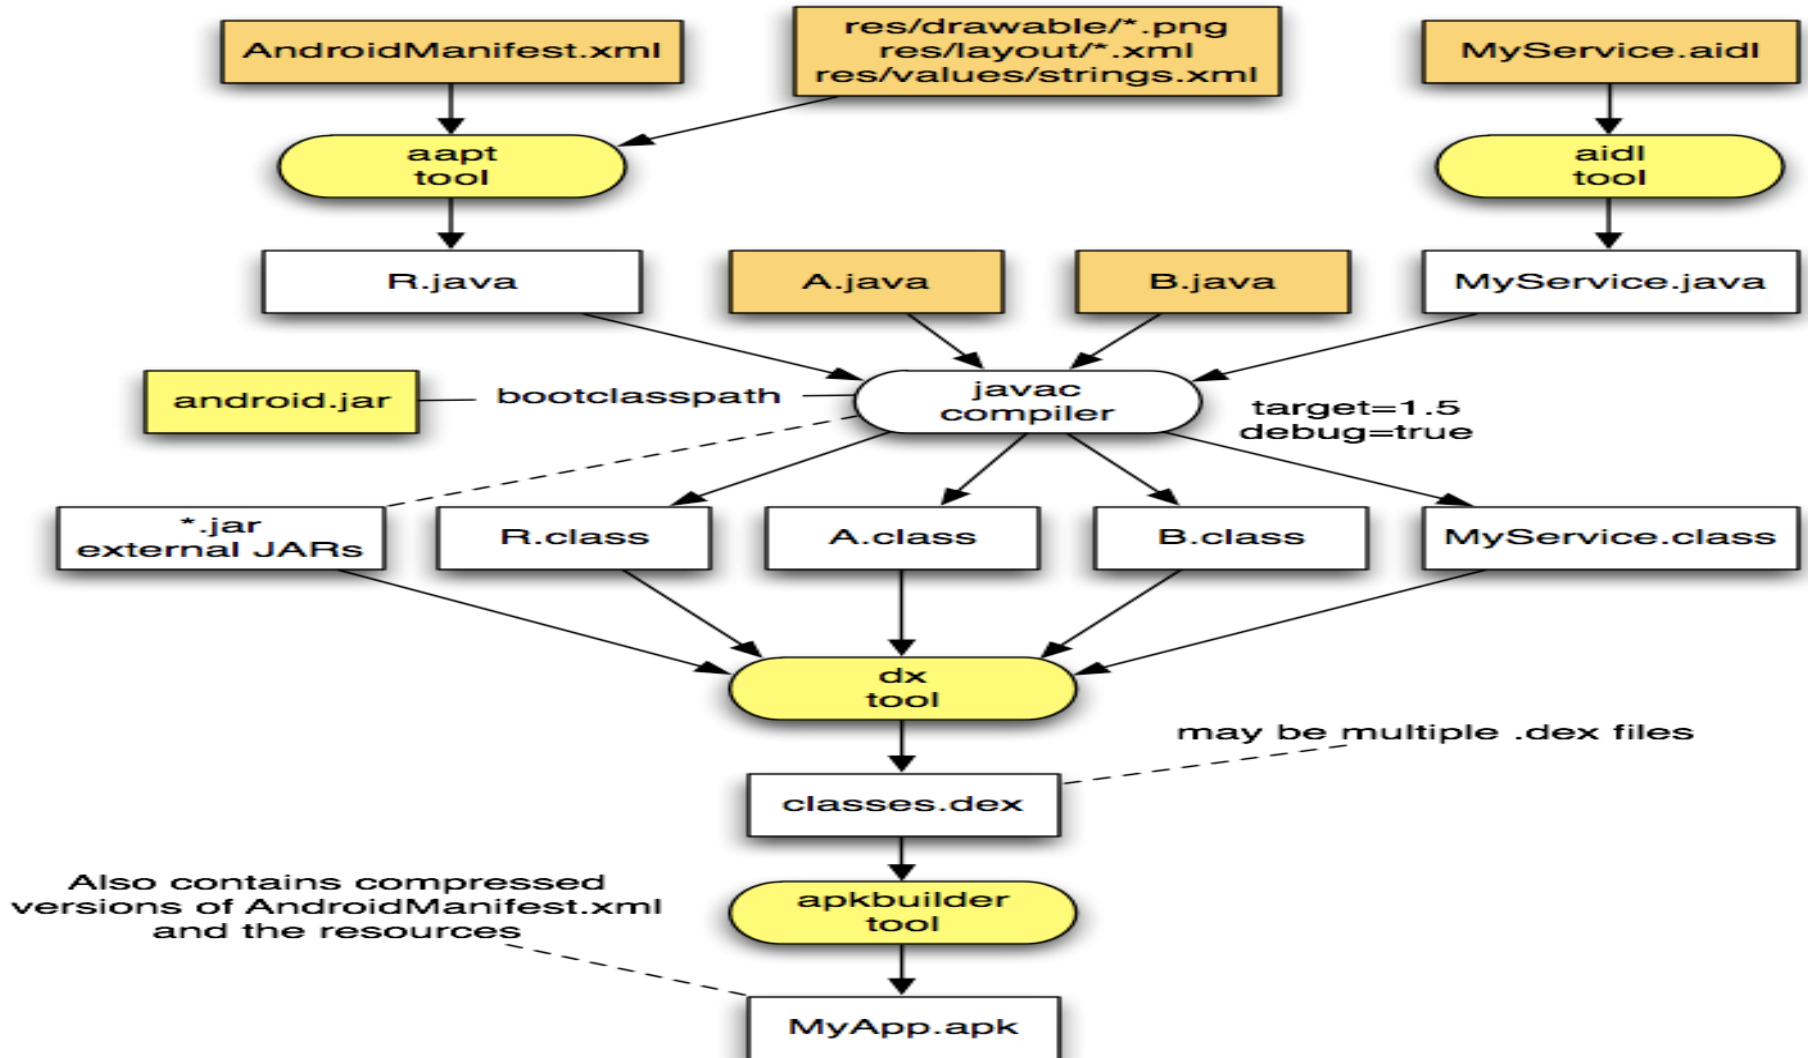 AndroidManifest.xml
res/drawable/*.png
res/layout/*.xml
res/values/strings.xml
MyService.aidl
aapt
tool
aidl
tool
R.java
A.java
B.java
MyService.java
android.jar
bootclasspath
javac
compiler
target=1.5
debug=true
*.jar
external JARs
R.class
A.class
B.class
MyService.class
dx
tool
may be multiple .dex files
classes.dex
Also contains compressed
versions of AndroidManifest.xml
and the resources
apkbuilder
tool
MyApp.apk